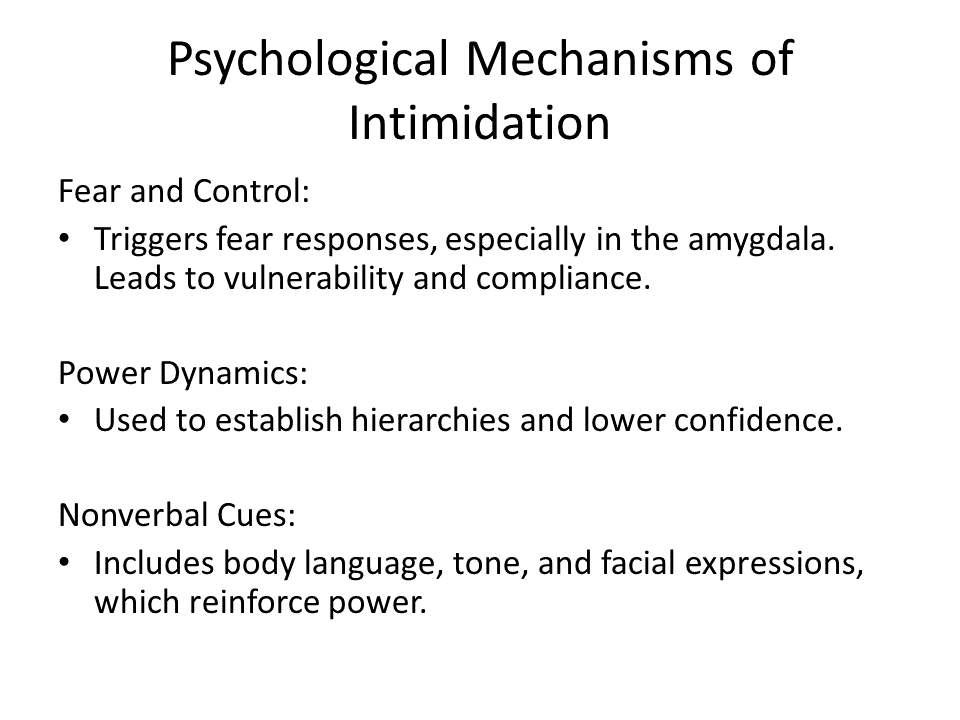 Psychological Mechanisms of
Intimidation
Fear and Control:
• Triggers fear responses, especially in the amygdala.
Leads to vulnerability and compliance.
Power Dynamics:
• Used to establish hierarchies and lower confidence.
Nonverbal Cues:
• Includes body language, tone, and facial expressions,
which reinforce power.